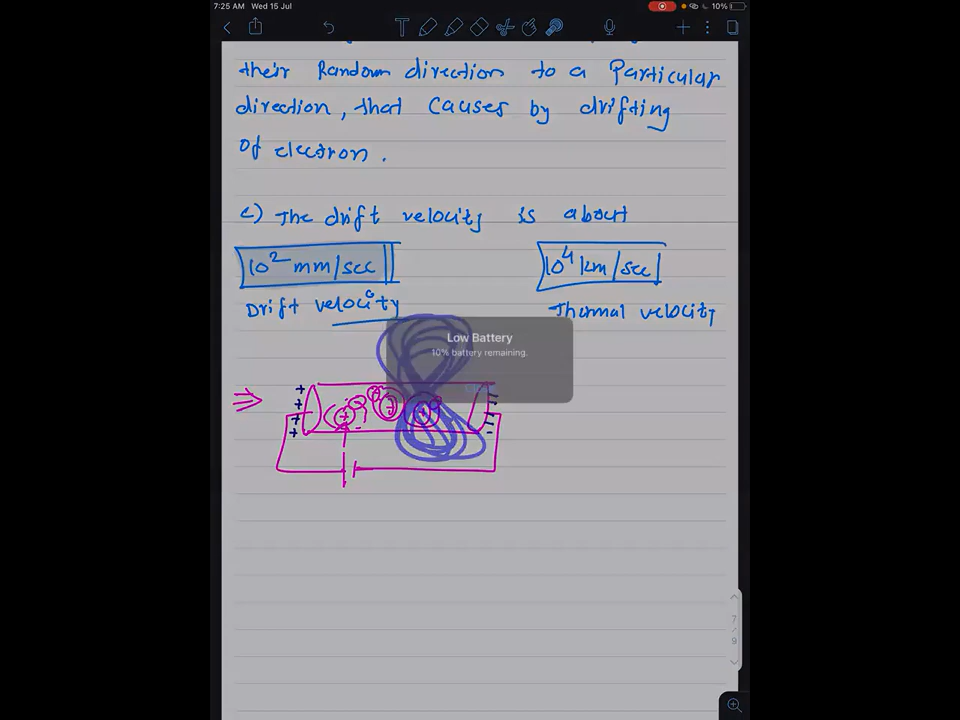 7:25 AM Wed 15 Jul
10%
their Random direction to a Particular
direction, that causes by drifting
of electron.
c) The drift velocity is about
10² mm/sec
10⁴ km/sec
Drift velocity
Thermal velocity
Low Battery
10% battery remaining.
7
9